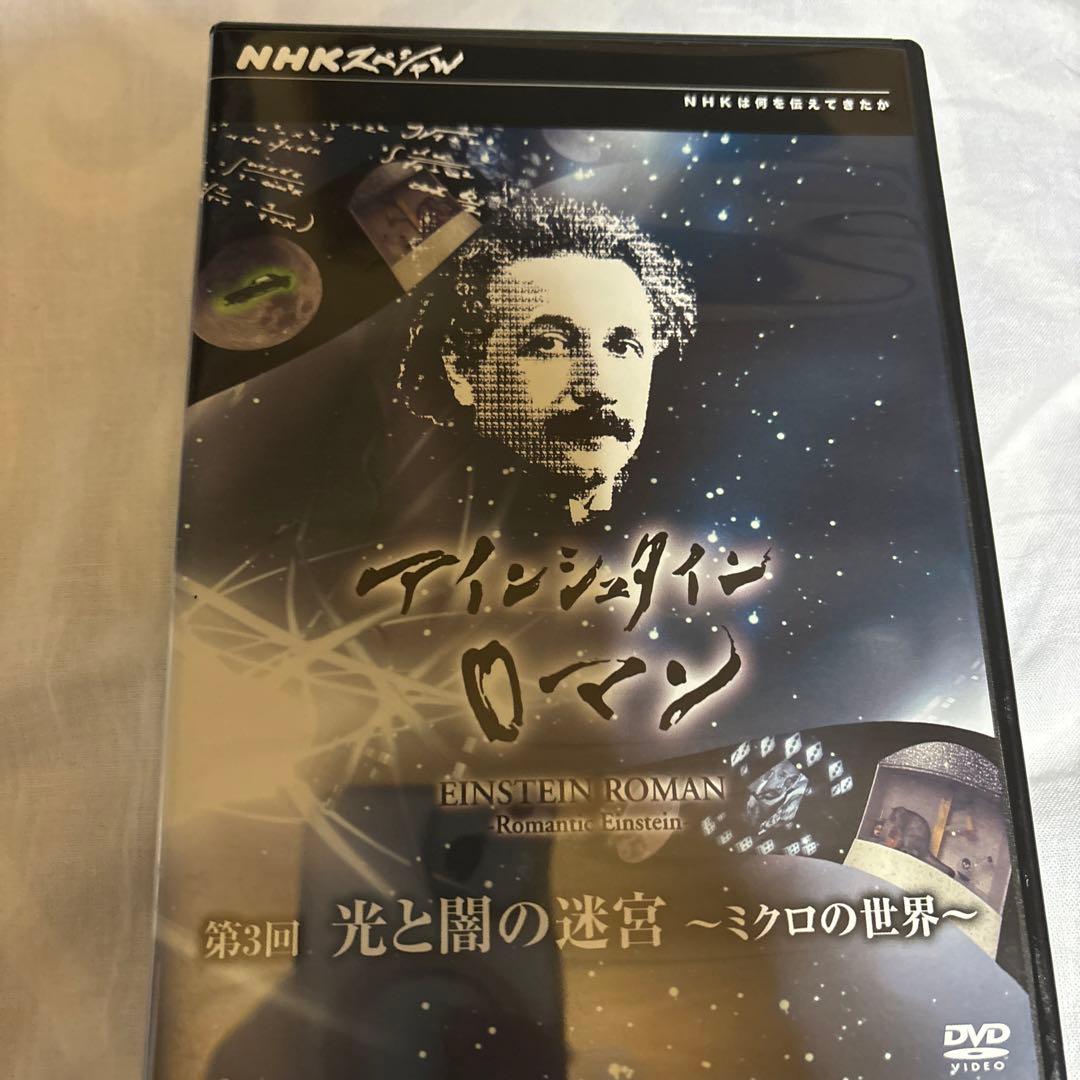 NHKスペシャル
NHKは何を伝えてきたか
アインシュタイン
ロマン
EINSTEIN ROMAN
-Romantic Einstein-
第3回 光と闇の迷宮 ~ミクロの世界~
DVD
VIDEO